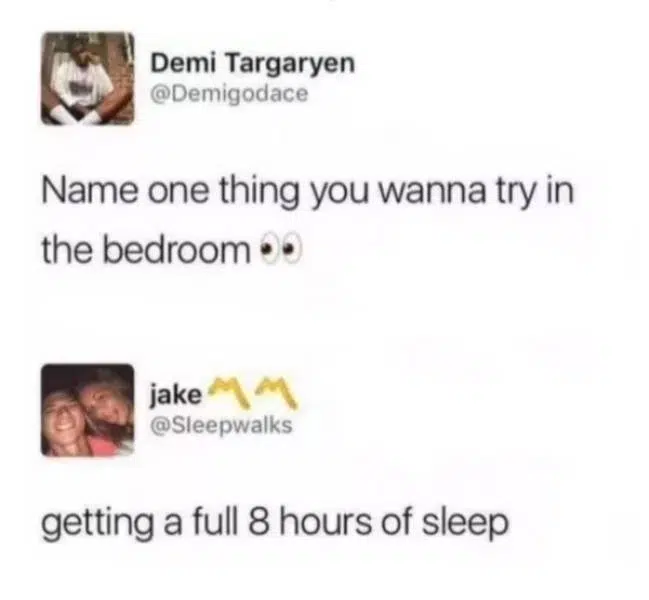 Demi Targaryen
@Demigodace
Name one thing you wanna try in
the bedroom 👀
jake 〽️〽️
@Sleepwalks
getting a full 8 hours of sleep